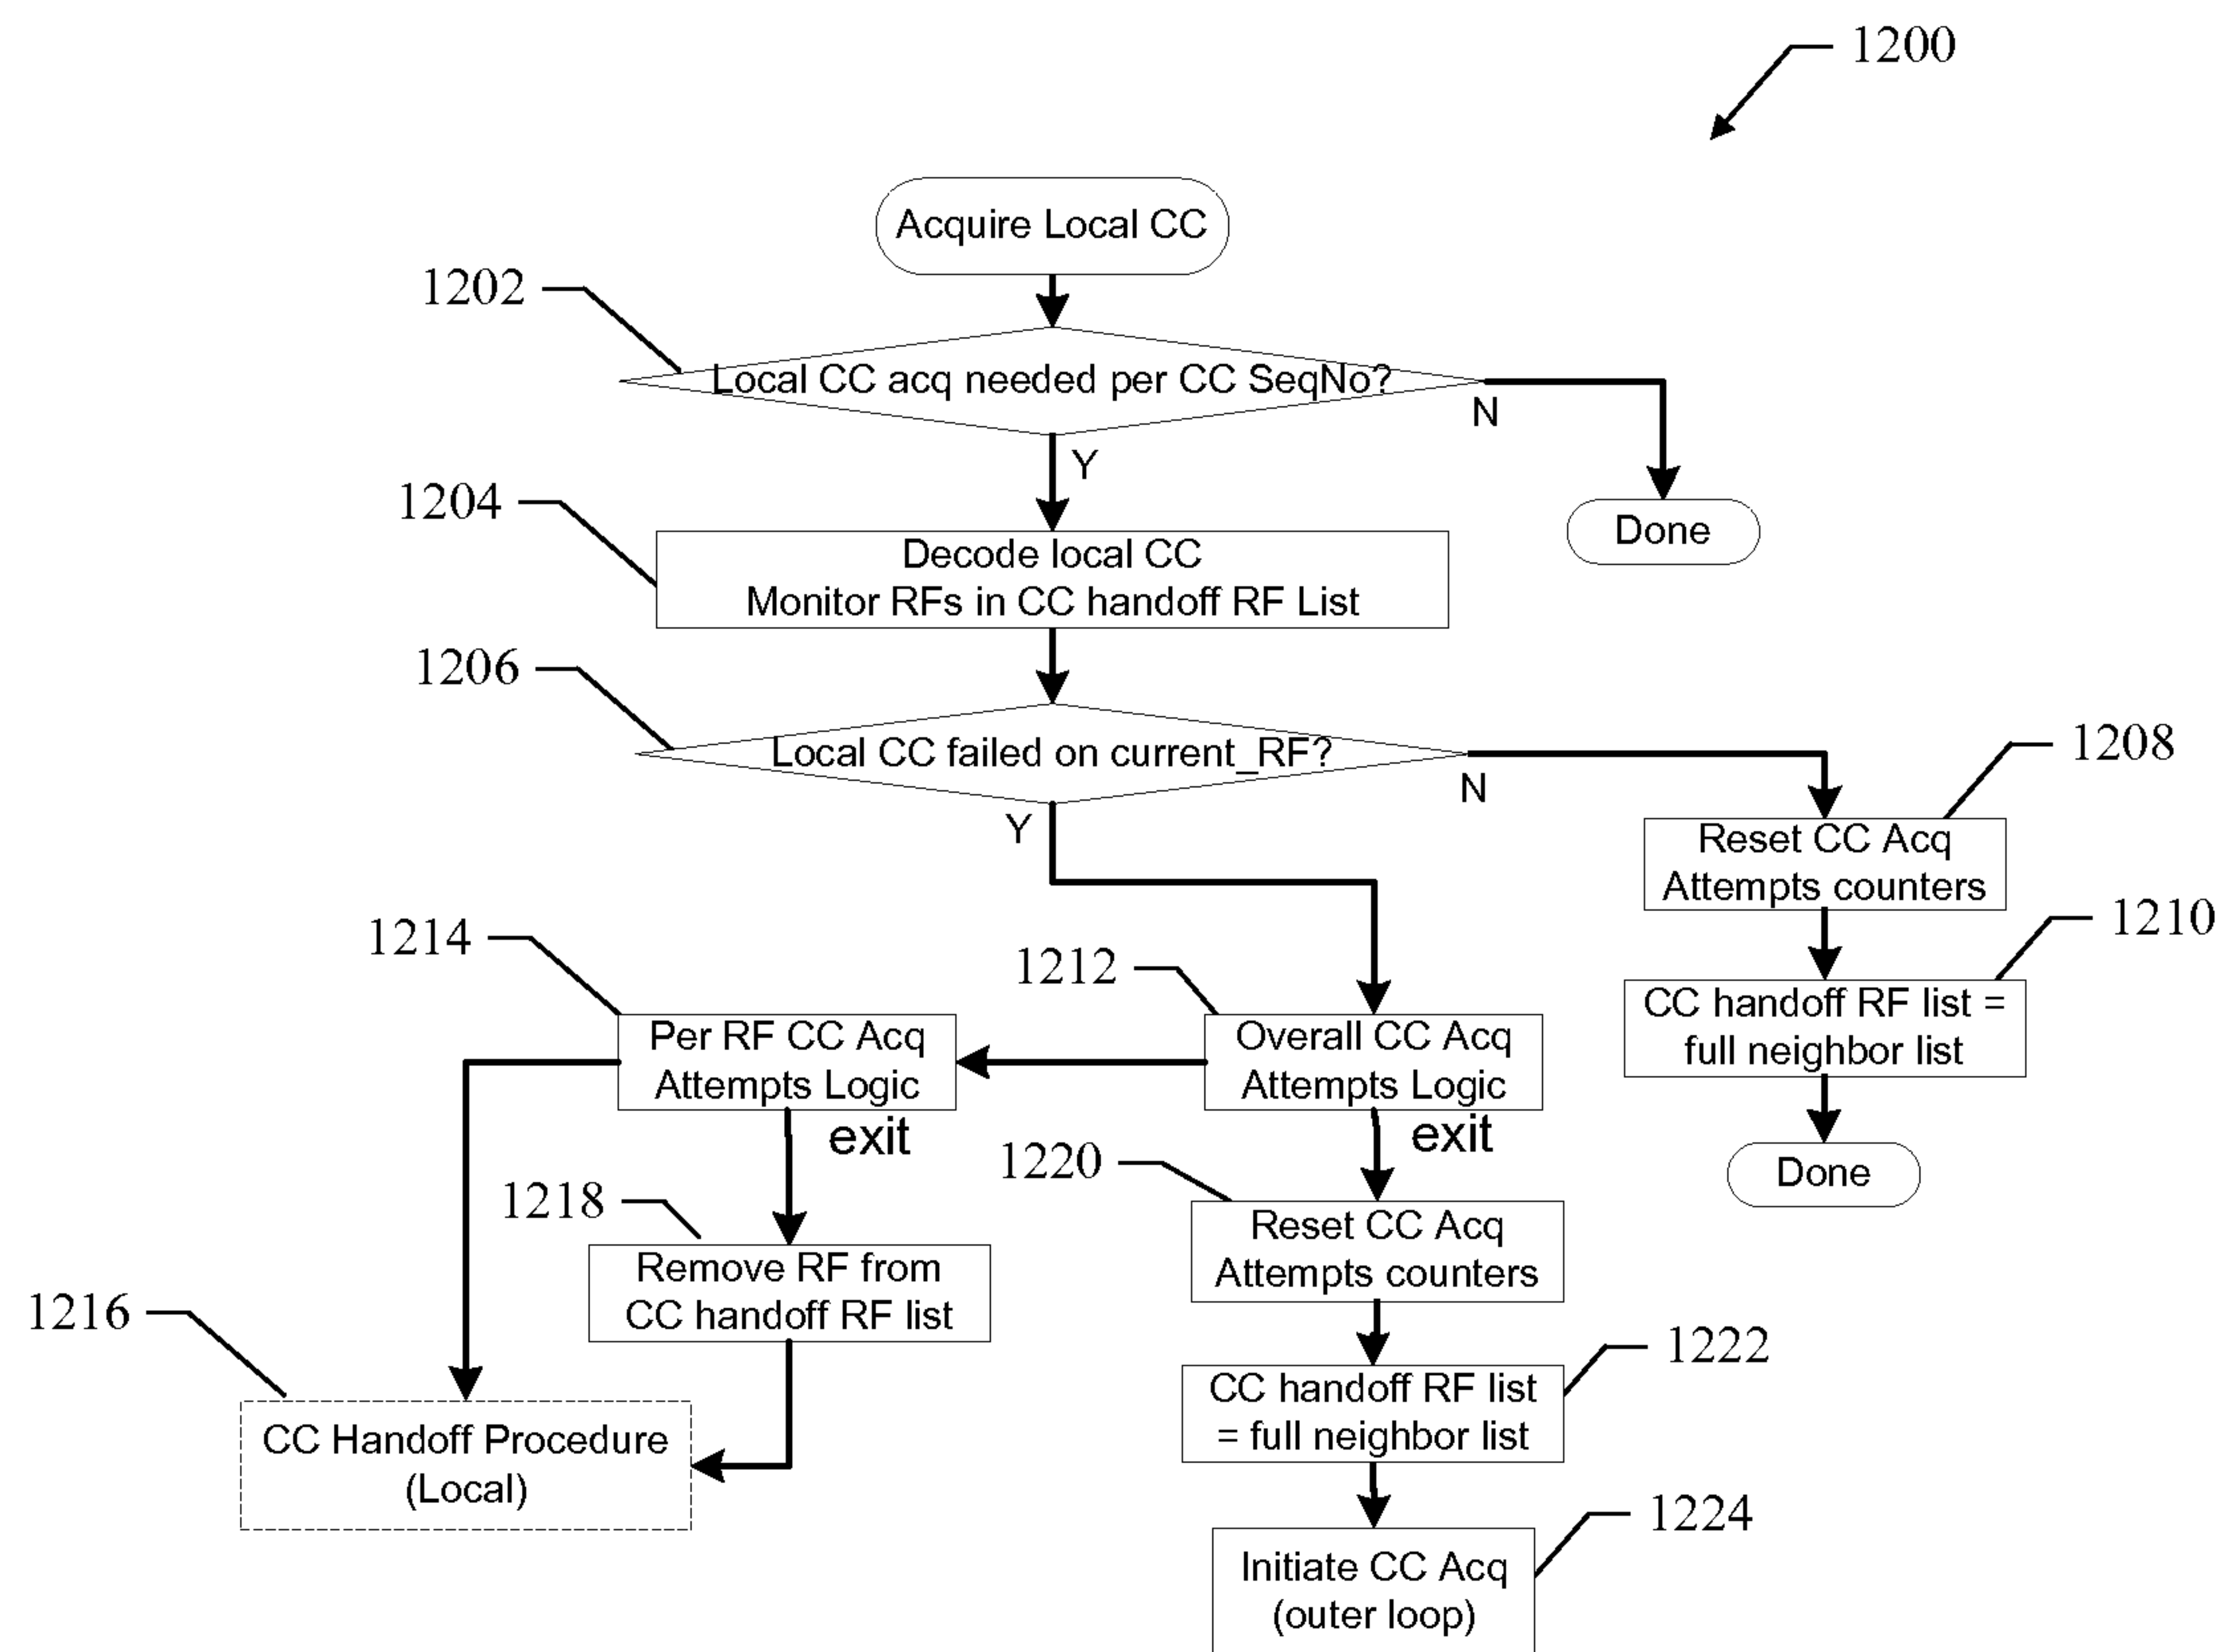 1200
Acquire Local CC
1202
Local CC acq needed per CC SeqNo?
N
Y
1204
Decode local CC
Monitor RFs in CC handoff RF List
Done
1206
Local CC failed on current_RF?
N
Y
1208
Reset CC Acq
Attempts counters
1210
CC handoff RF list =
full neighbor list
Done
1212
Overall CC Acq
Attempts Logic
exit
1214
Per RF CC Acq
Attempts Logic
exit
1218
Remove RF from
CC handoff RF list
1216
CC Handoff Procedure
(Local)
1220
Reset CC Acq
Attempts counters
1222
CC handoff RF list
= full neighbor list
1224
Initiate CC Acq
(outer loop)